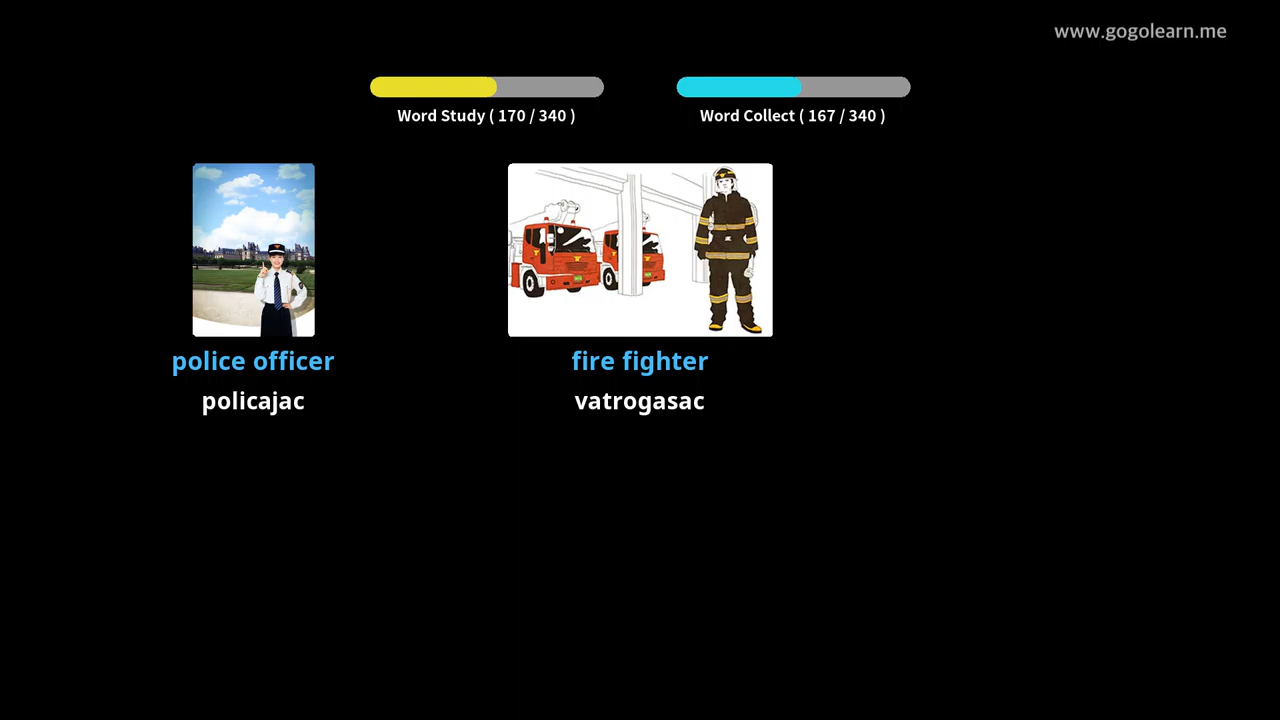 www.gogolearn.me
Word Study ( 170 / 340 )
Word Collect ( 167 / 340 )
police officer
policajac
fire fighter
vatrogasac